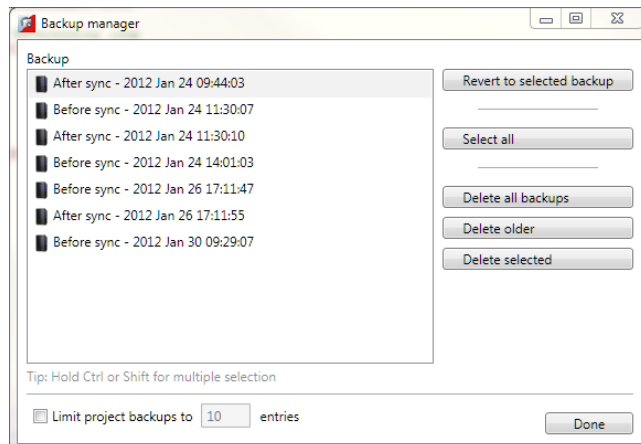 Backup manager
Backup
After sync - 2012 Jan 24 09:44:03
Before sync - 2012 Jan 24 11:30:07
After sync - 2012 Jan 24 11:30:10
Before sync - 2012 Jan 24 14:01:03
Before sync - 2012 Jan 26 17:11:47
After sync - 2012 Jan 26 17:11:55
Before sync - 2012 Jan 30 09:29:07
Revert to selected backup
Select all
Delete all backups
Delete older
Delete selected
Tip: Hold Ctrl or Shift for multiple selection
Limit project backups to 10 entries
Done